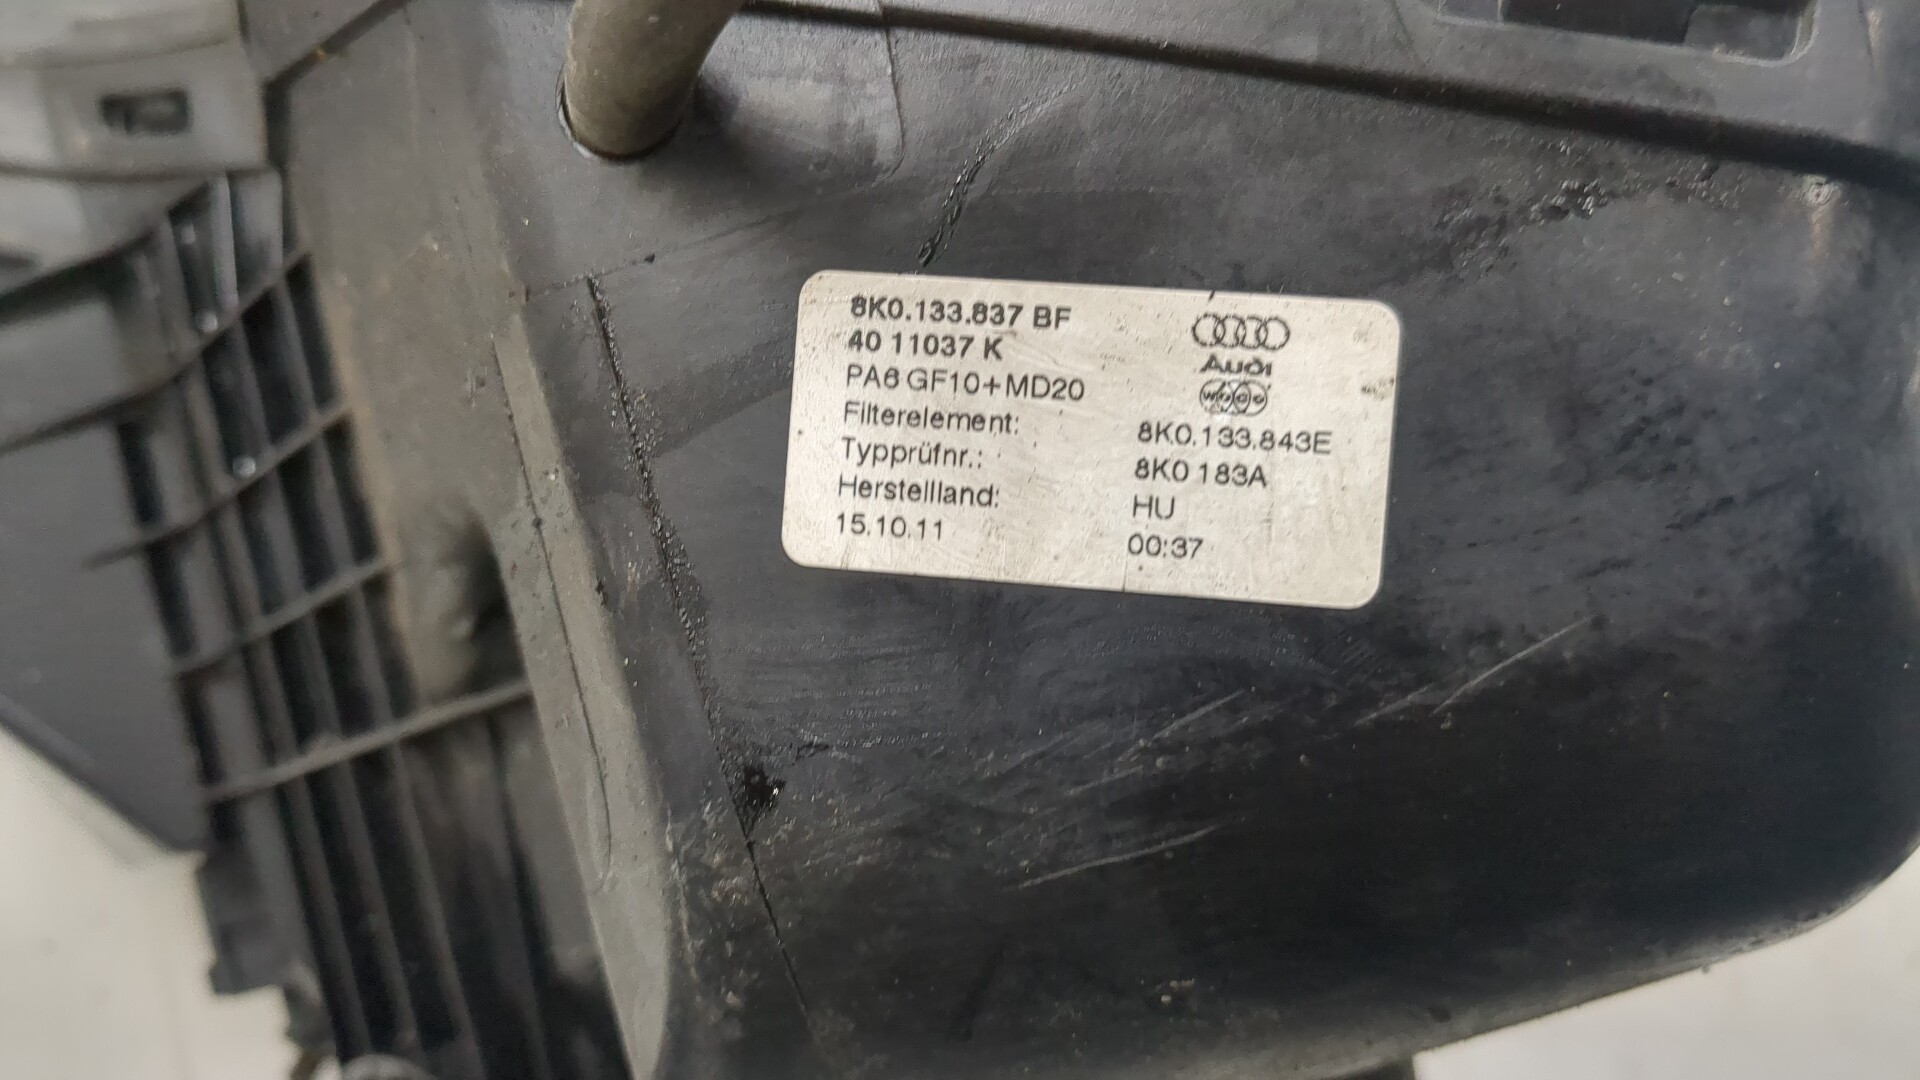 8K0.133.837 BF
40 11037 K
PA6 GF10+MD20
Audi
WOCO
Filterelement: 8K0.133.843E
Typprüfnr.: 8K0 183A
Herstellland: HU
15.10.11 00:37